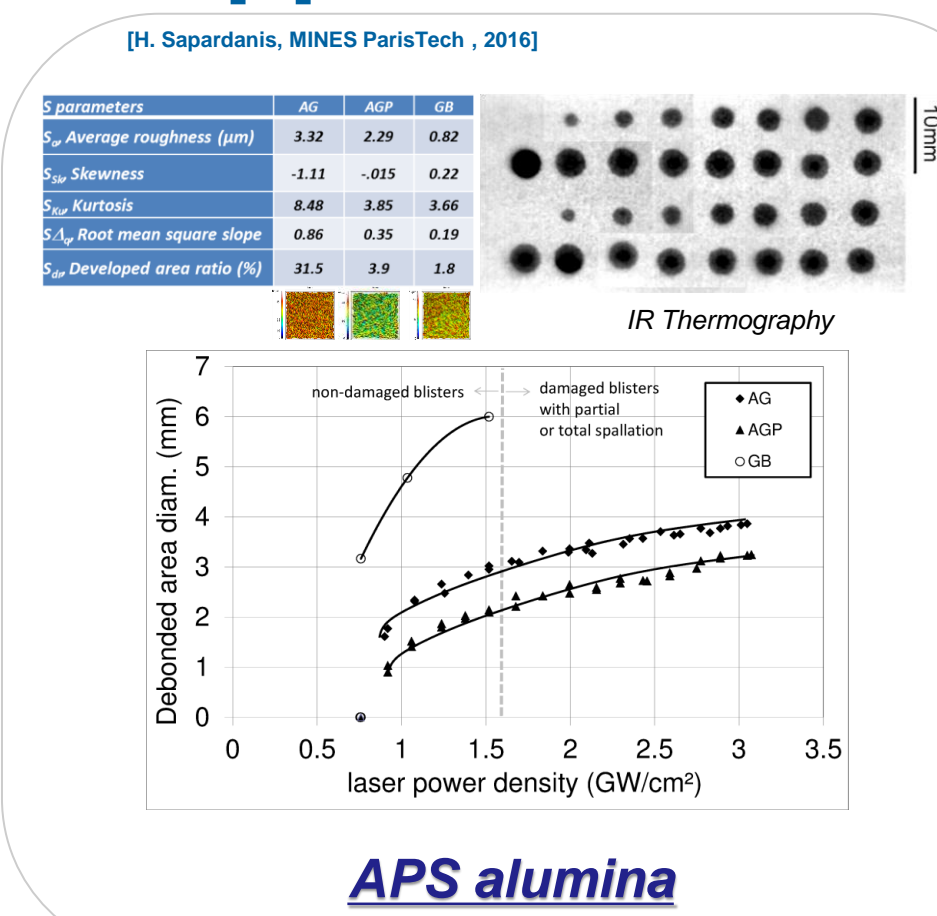 [H. Sapardanis, MINES ParisTech , 2016]
S parameters AG AGP GB
Sa, Average roughness (µm) 3.32 2.29 0.82
SSk, Skewness -1.11 -.015 0.22
SKu, Kurtosis 8.48 3.85 3.66
SΔq, Root mean square slope 0.86 0.35 0.19
Sdr, Developed area ratio (%) 31.5 3.9 1.8
10mm
IR Thermography
non-damaged blisters
damaged blisters
with partial
or total spallation
AG
AGP
GB
Debonded area diam. (mm)
7
6
5
4
3
2
1
0
0 0.5 1 1.5 2 2.5 3 3.5
laser power density (GW/cm²)
APS alumina